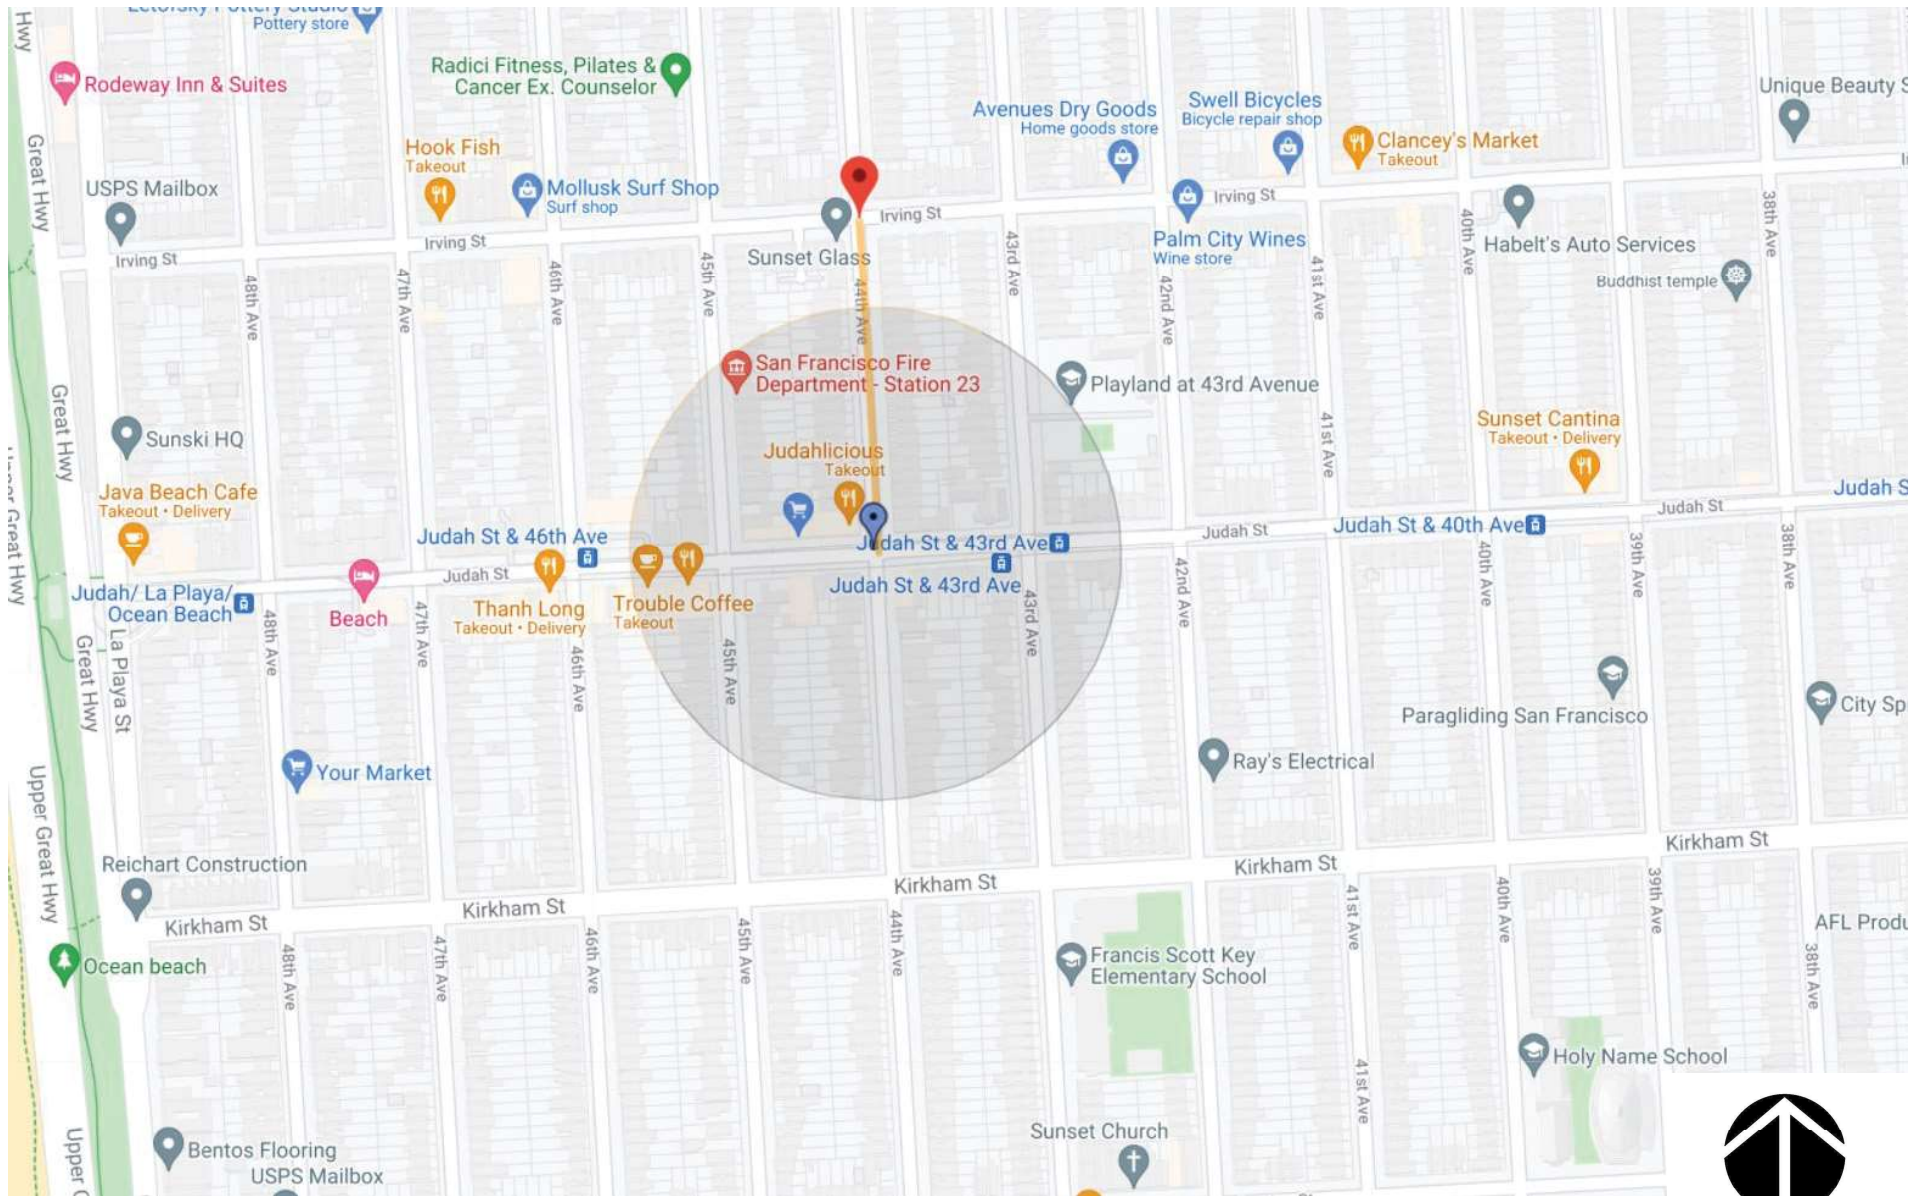 Hwy
Letofsky Pottery Studio
Pottery store
Rodeway Inn & Suites
Radici Fitness, Pilates &
Cancer Ex. Counselor
Unique Beauty S
Avenues Dry Goods
Home goods store
Swell Bicycles
Bicycle repair shop
Clancey's Market
Takeout
Great Hwy
Hook Fish
Takeout
USPS Mailbox
Mollusk Surf Shop
Surf shop
Irving St
Irving St
Irving St
Irving St
Sunset Glass
Palm City Wines
Wine store
Habelt's Auto Services
Buddhist temple
48th Ave
47th Ave
46th Ave
45th Ave
44th Ave
43rd Ave
42nd Ave
41st Ave
40th Ave
38th Ave
San Francisco Fire
Department - Station 23
Playland at 43rd Avenue
Great Hwy
Sunski HQ
41st Ave
Sunset Cantina
Takeout • Delivery
Judahlicious
Takeout
Upper Great Hwy
Java Beach Cafe
Takeout • Delivery
Judah S
Judah St
Judah St & 46th Ave
Judah St & 43rd Ave
Judah St
Judah St & 40th Ave
Judah St
Judah/ La Playa/
Ocean Beach
Beach
Thanh Long
Takeout • Delivery
Trouble Coffee
Takeout
Judah St & 43rd Ave
48th Ave
47th Ave
46th Ave
45th Ave
43rd Ave
42nd Ave
40th Ave
39th Ave
38th Ave
Great Hwy
La Playa St
Paragliding San Francisco
City Sp
Your Market
Ray's Electrical
Upper Great Hwy
Reichart Construction
Kirkham St
Kirkham St
Kirkham St
Kirkham St
Kirkham St
48th Ave
47th Ave
46th Ave
45th Ave
44th Ave
41st Ave
40th Ave
39th Ave
38th Ave
AFL Produ
Ocean beach
Francis Scott Key
Elementary School
Holy Name School
41st Ave
Upper
Bentos Flooring
USPS Mailbox
Sunset Church